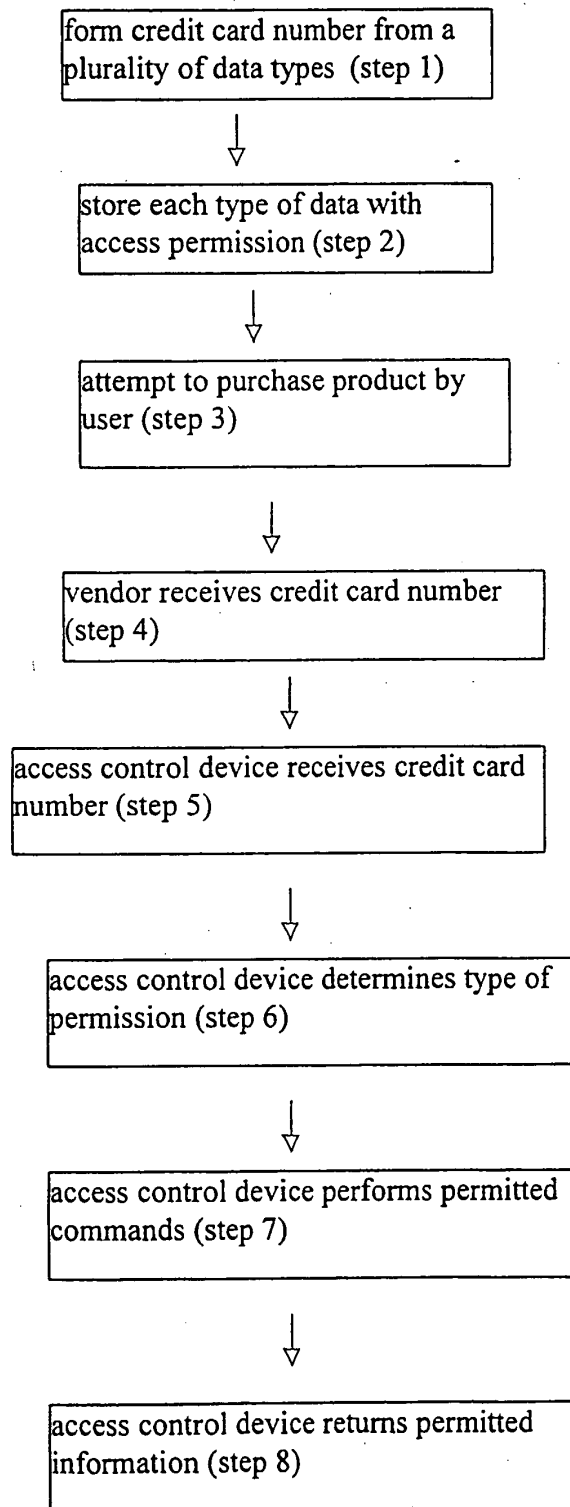 form credit card number from a
plurality of data types (step 1)
store each type of data with
access permission (step 2)
attempt to purchase product by
user (step 3)
vendor receives credit card number
(step 4)
access control device receives credit card
number (step 5)
access control device determines type of
permission (step 6)
access control device performs permitted
commands (step 7)
access control device returns permitted
information (step 8)